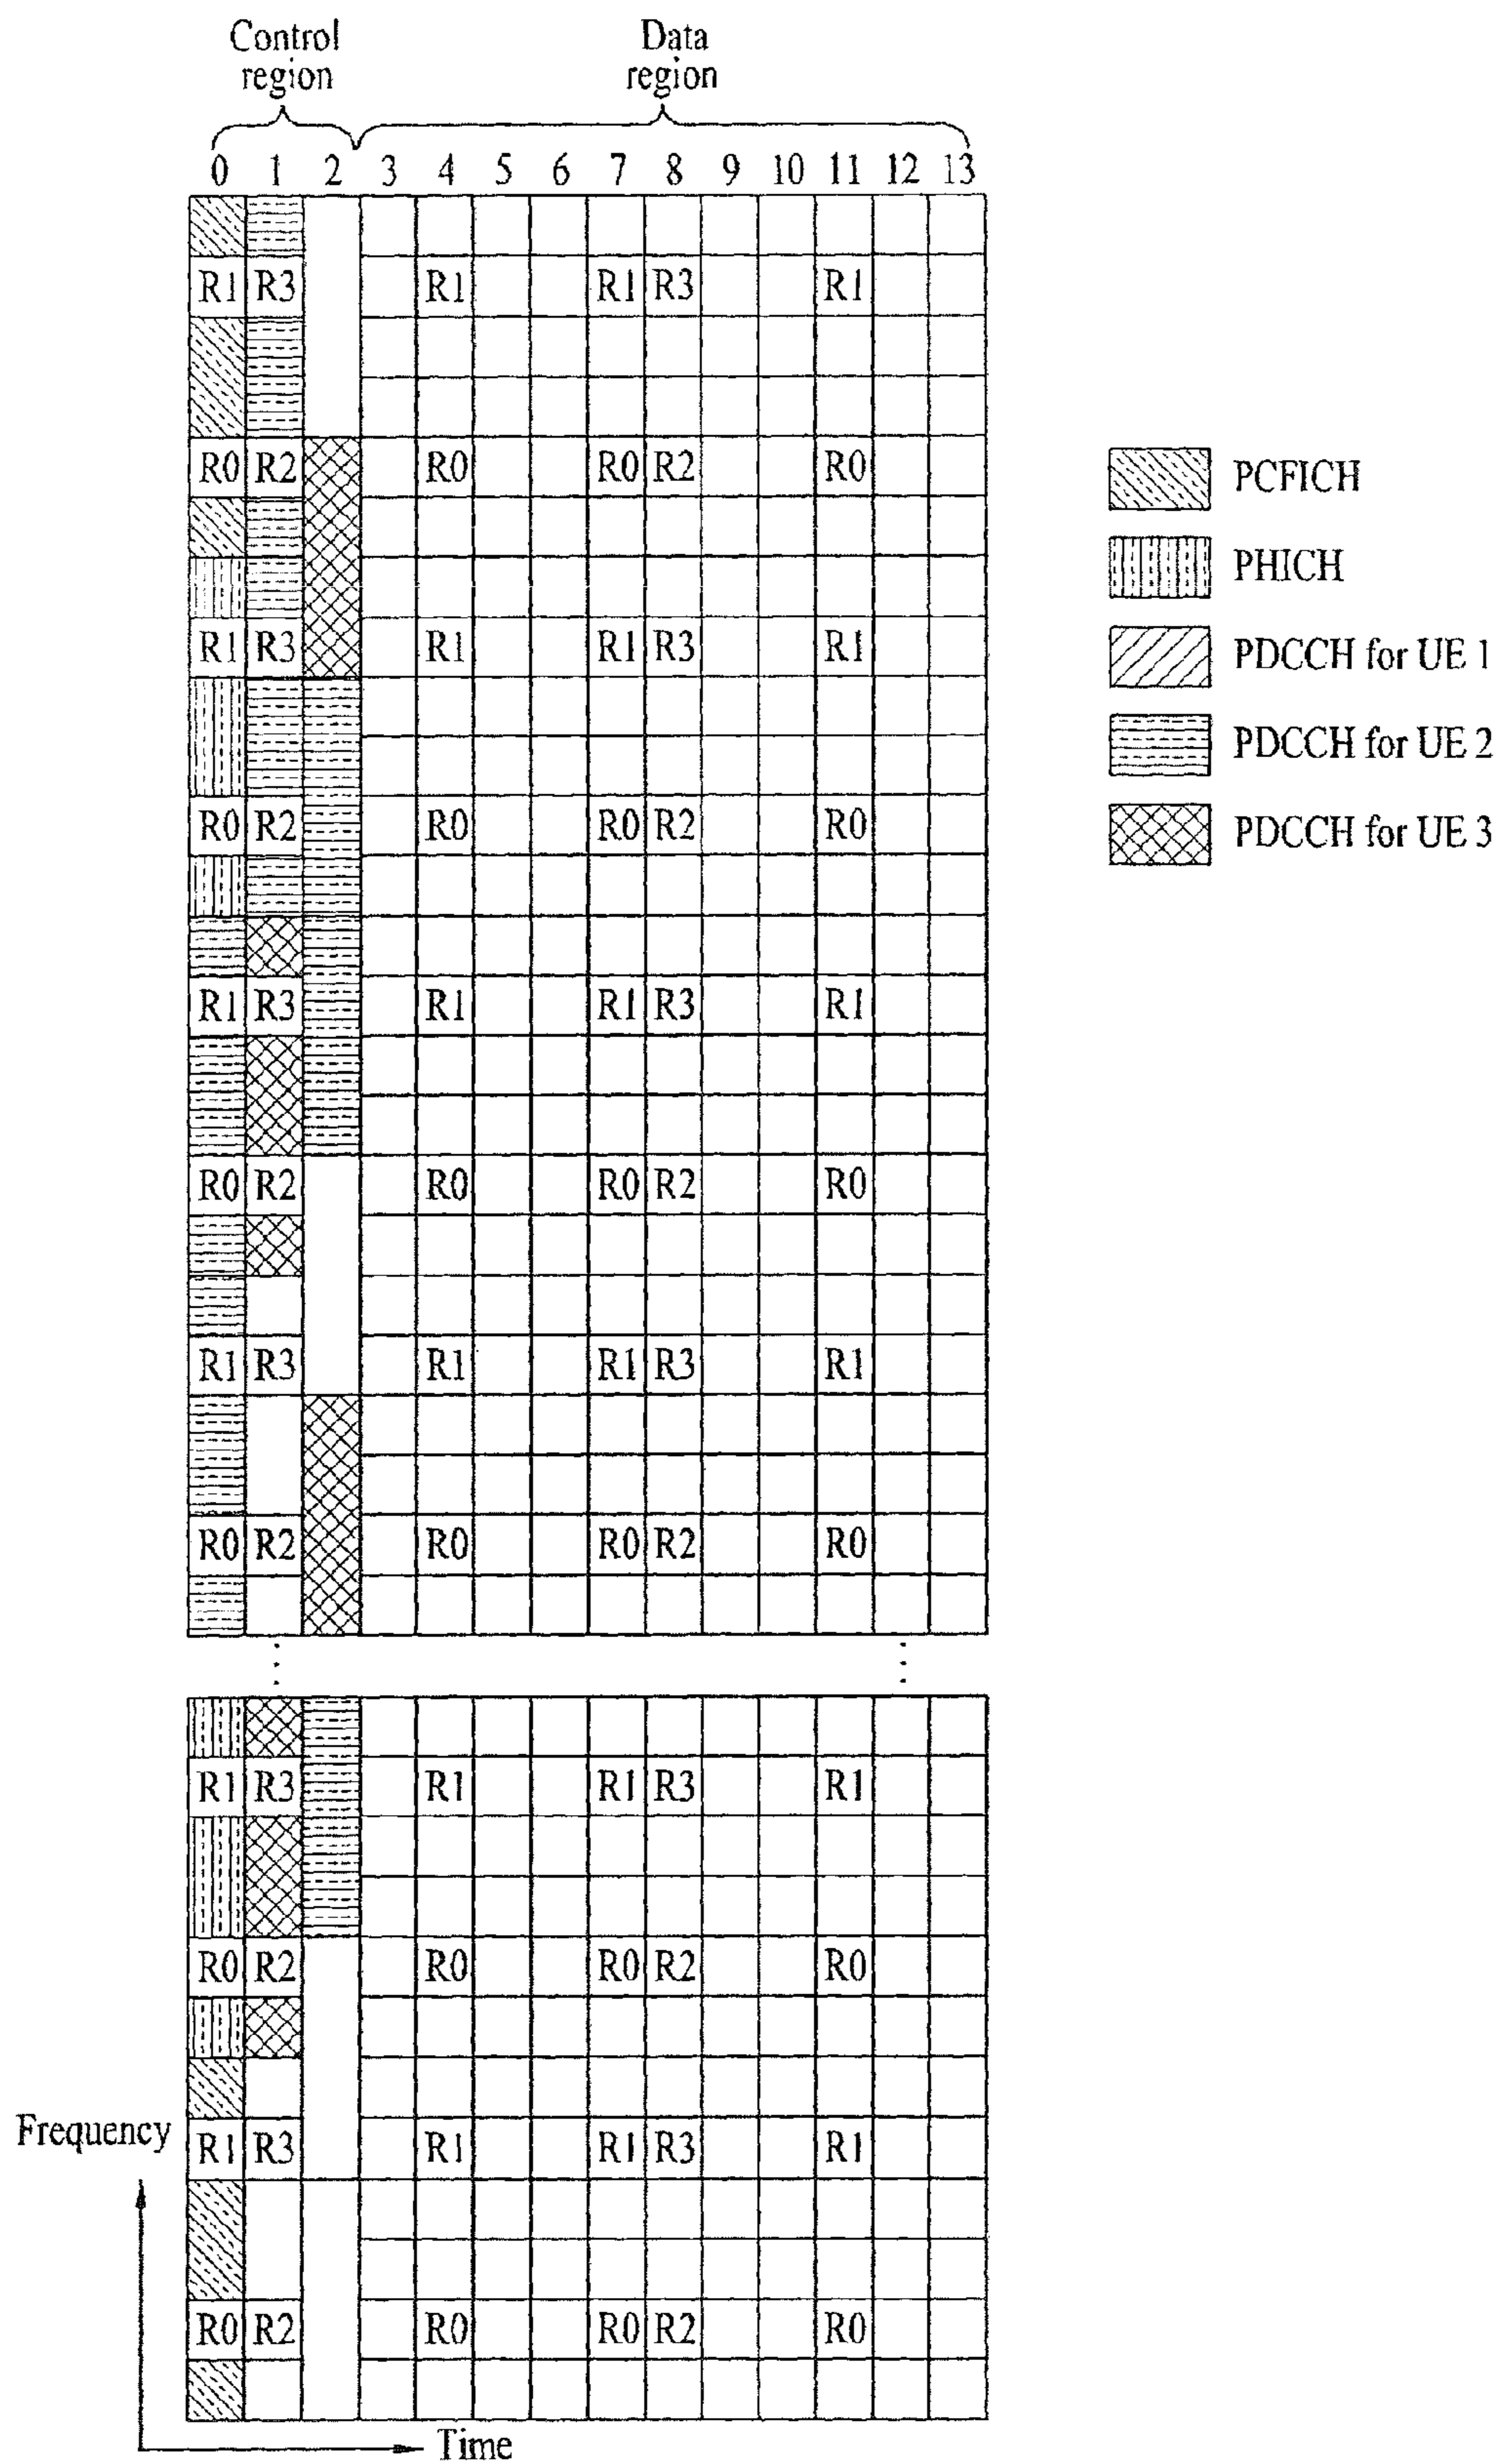 Control
region
Data
region
0 1 2 3 4 5 6 7 8 9 10 11 12 13
R1 R3 R1 R1 R3 R1
R0 R2 R0 R0 R2 R0
R1 R3 R1 R1 R3 R1
R0 R2 R0 R0 R2 R0
R1 R3 R1 R1 R3 R1
R0 R2 R0 R0 R2 R0
R1 R3 R1 R1 R3 R1
R0 R2 R0 R0 R2 R0
R1 R3 R1 R1 R3 R1
R0 R2 R0 R0 R2 R0
R1 R3 R1 R1 R3 R1
R0 R2 R0 R0 R2 R0
PCFICH
PHICH
PDCCH for UE 1
PDCCH for UE 2
PDCCH for UE 3
Frequency
Time